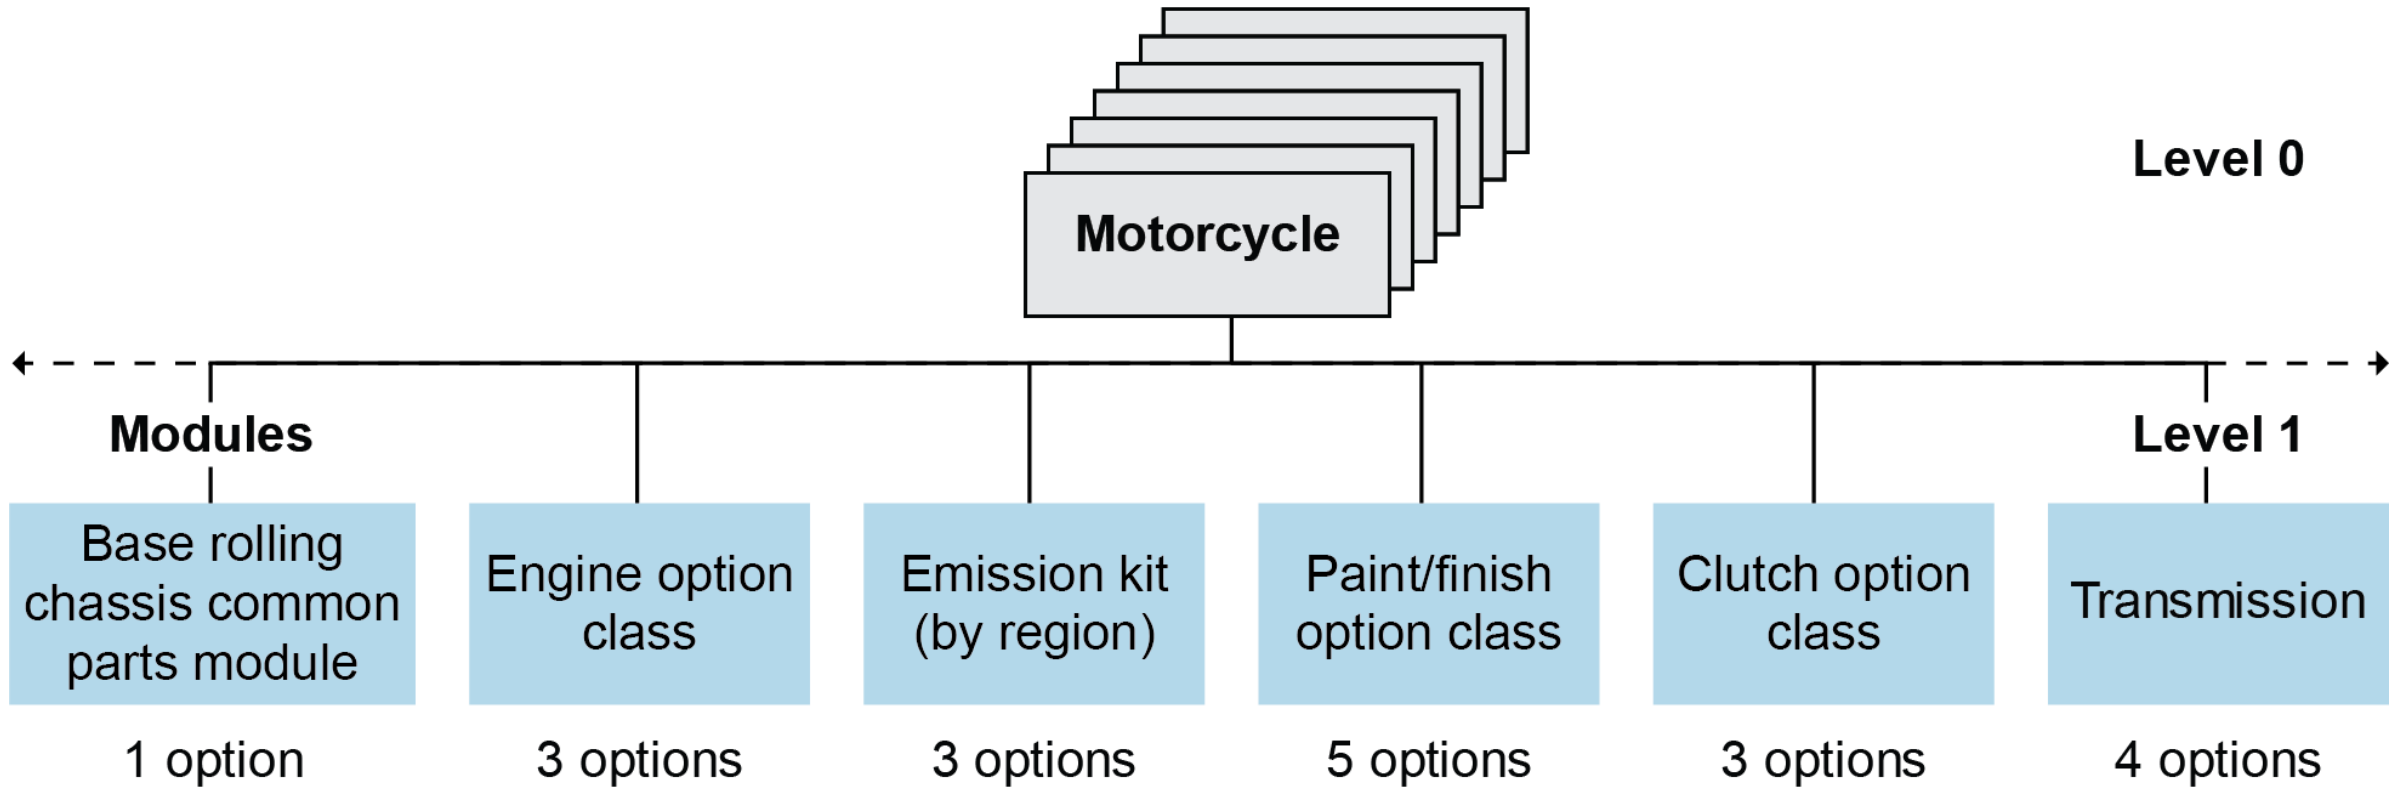 Level 0
Motorcycle
Modules
Level 1
Base rolling
chassis common
parts module
Engine option
class
Emission kit
(by region)
Paint/finish
option class
Clutch option
class
Transmission
1 option
3 options
3 options
5 options
3 options
4 options